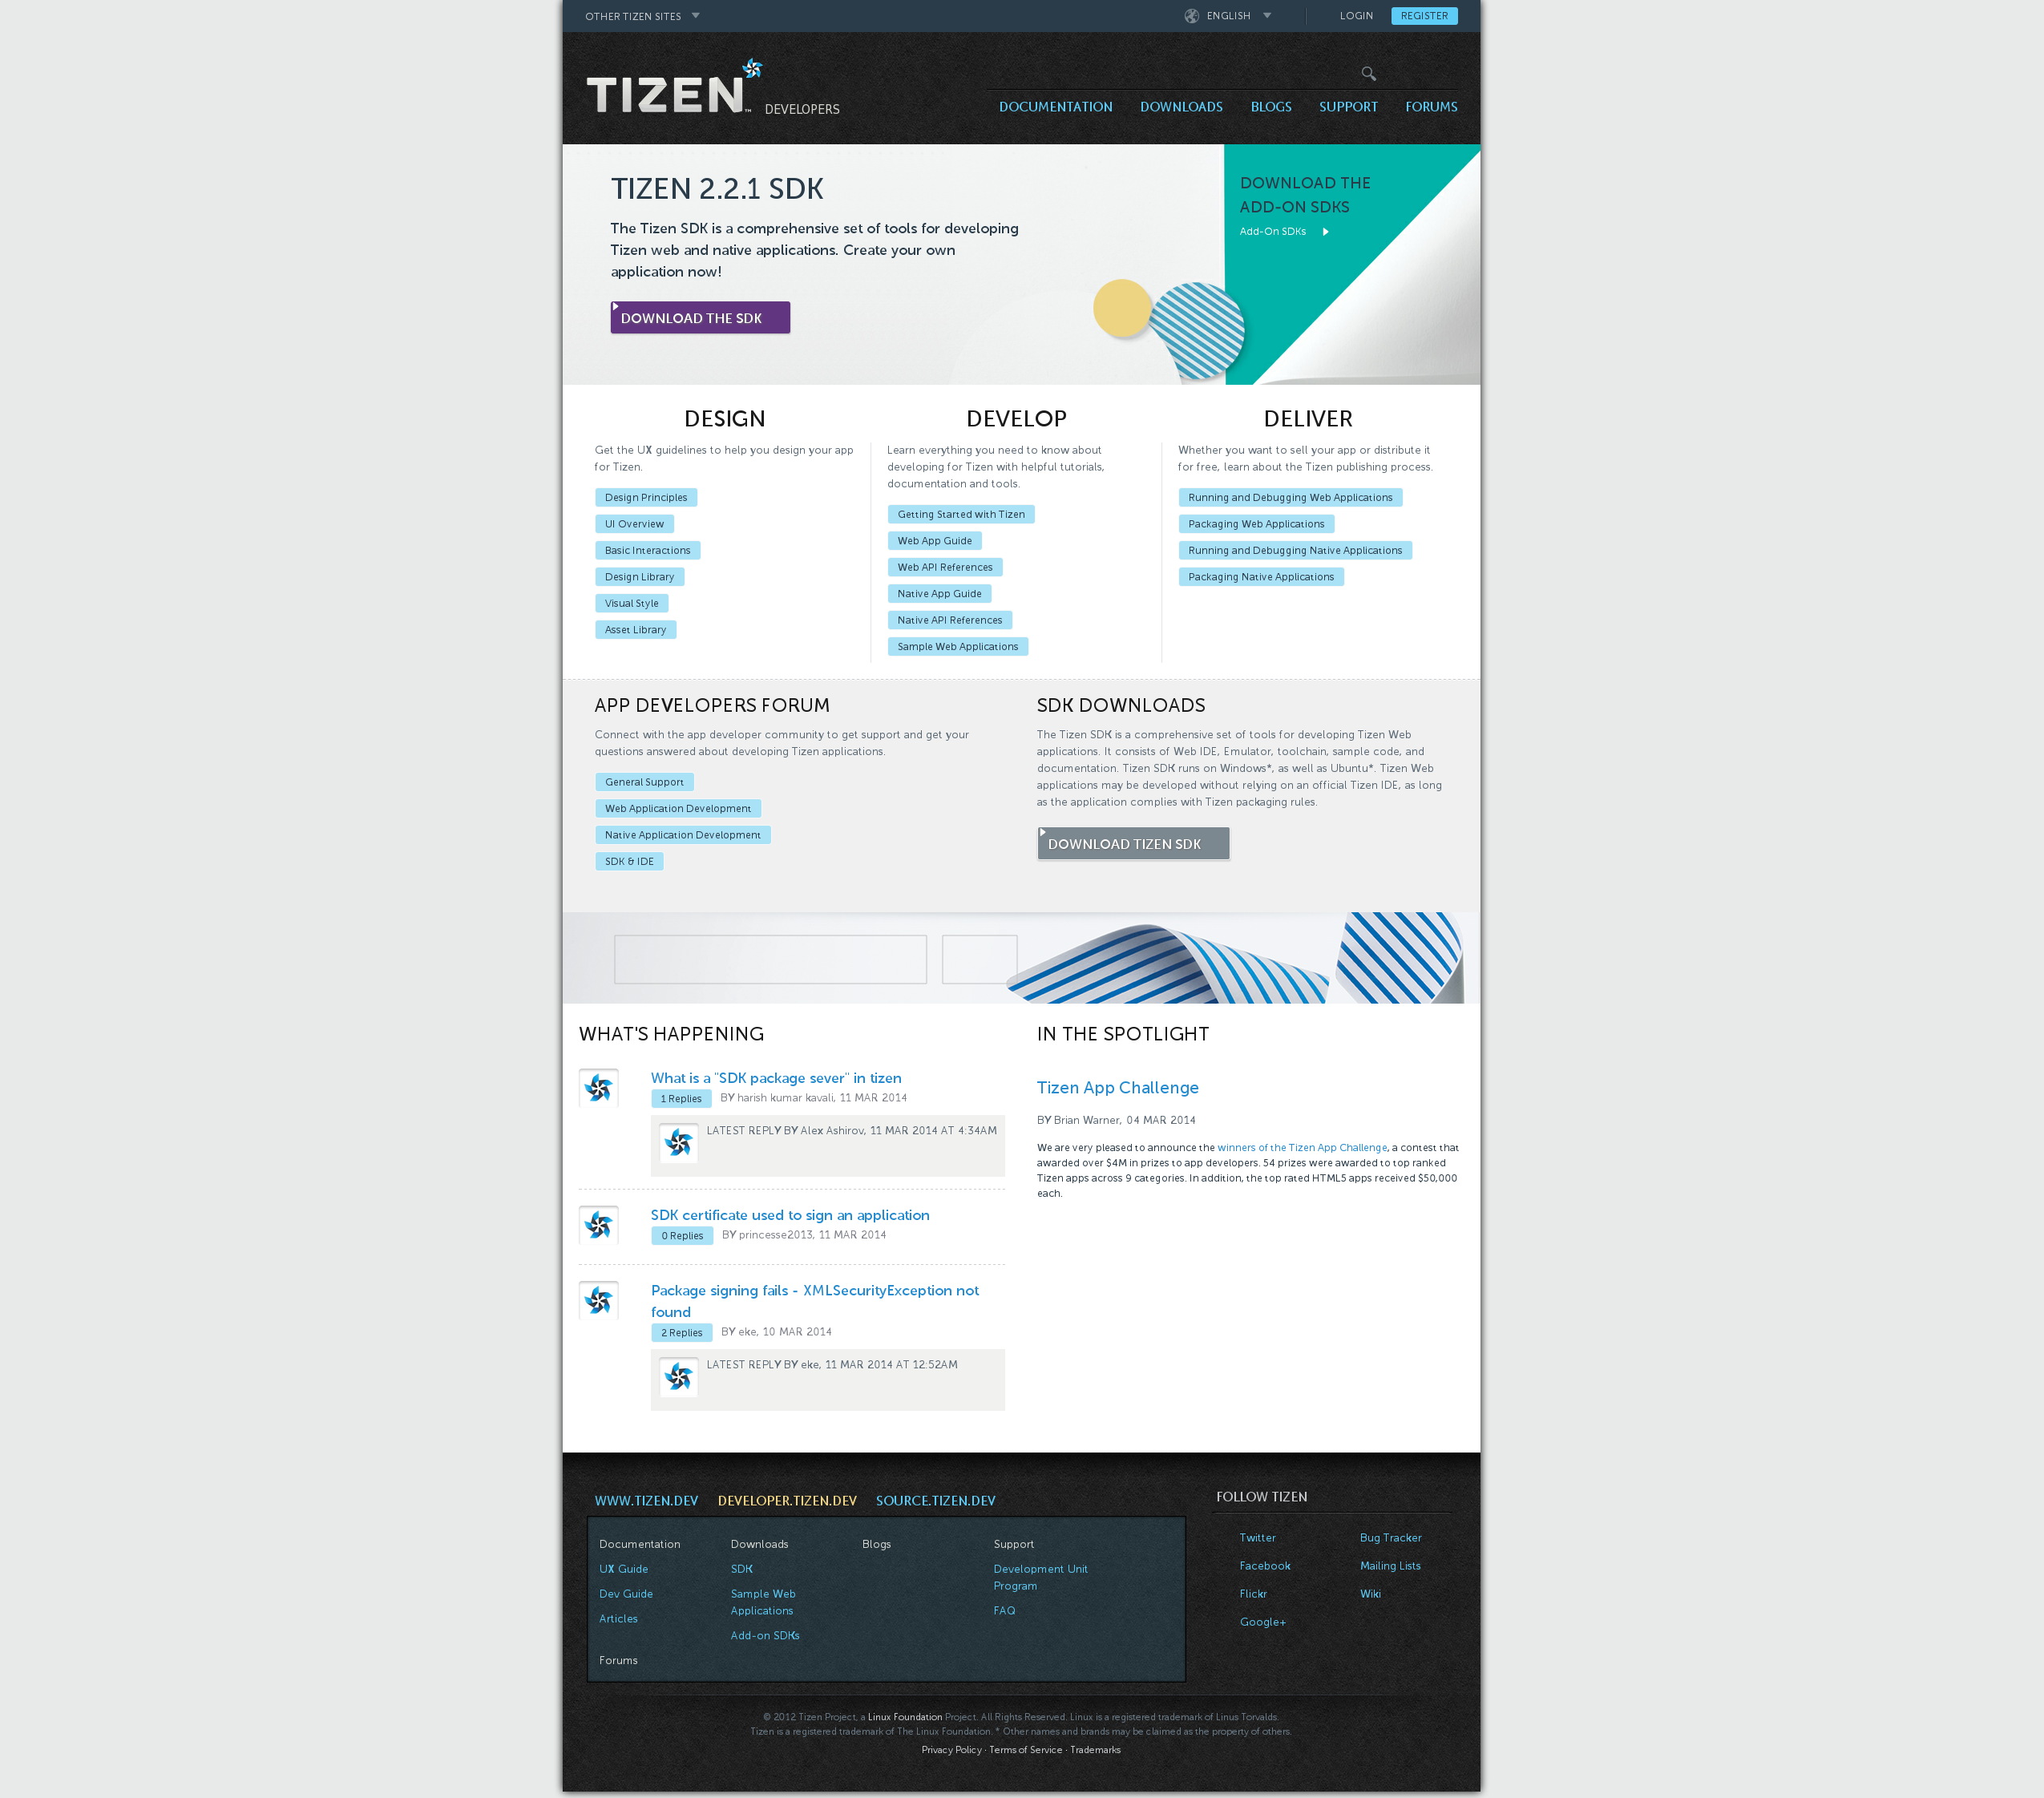 OTHER TIZEN SITES
ENGLISH
LOGIN
REGISTER
TIZEN™ DEVELOPERS
DOCUMENTATION
DOWNLOADS
BLOGS
SUPPORT
FORUMS
TIZEN 2.2.1 SDK
The Tizen SDK is a comprehensive set of tools for developing
Tizen web and native applications. Create your own
application now!
DOWNLOAD THE SDK
DOWNLOAD THE
ADD-ON SDKS
Add-On SDKs
DESIGN
Get the UX guidelines to help you design your app
for Tizen.
Design Principles
UI Overview
Basic Interactions
Design Library
Visual Style
Asset Library
DEVELOP
Learn everything you need to know about
developing for Tizen with helpful tutorials,
documentation and tools.
Getting Started with Tizen
Web App Guide
Web API References
Native App Guide
Native API References
Sample Web Applications
DELIVER
Whether you want to sell your app or distribute it
for free, learn about the Tizen publishing process.
Running and Debugging Web Applications
Packaging Web Applications
Running and Debugging Native Applications
Packaging Native Applications
APP DEVELOPERS FORUM
Connect with the app developer community to get support and get your
questions answered about developing Tizen applications.
General Support
Web Application Development
Native Application Development
SDK & IDE
SDK DOWNLOADS
The Tizen SDK is a comprehensive set of tools for developing Tizen Web
applications. It consists of Web IDE, Emulator, toolchain, sample code, and
documentation. Tizen SDK runs on Windows*, as well as Ubuntu*. Tizen Web
applications may be developed without relying on an official Tizen IDE, as long
as the application complies with Tizen packaging rules.
DOWNLOAD TIZEN SDK
WHAT'S HAPPENING
What is a "SDK package sever" in tizen
1 Replies BY harish kumar kavali, 11 MAR 2014
LATEST REPLY BY Alex Ashirov, 11 MAR 2014 AT 4:34AM
SDK certificate used to sign an application
0 Replies BY princesse2013, 11 MAR 2014
Package signing fails - XMLSecurityException not
found
2 Replies BY eke, 10 MAR 2014
LATEST REPLY BY eke, 11 MAR 2014 AT 12:52AM
IN THE SPOTLIGHT
Tizen App Challenge
BY Brian Warner, 04 MAR 2014
We are very pleased to announce the winners of the Tizen App Challenge, a contest that
awarded over $4M in prizes to app developers. 54 prizes were awarded to top ranked
Tizen apps across 9 categories. In addition, the top rated HTML5 apps received $50,000
each.
WWW.TIZEN.DEV
DEVELOPER.TIZEN.DEV
SOURCE.TIZEN.DEV
Documentation
UX Guide
Dev Guide
Articles
Forums
Downloads
SDK
Sample Web
Applications
Add-on SDKs
Blogs
Support
Development Unit
Program
FAQ
FOLLOW TIZEN
Twitter
Facebook
Flickr
Google+
Bug Tracker
Mailing Lists
Wiki
© 2012 Tizen Project, a Linux Foundation Project. All Rights Reserved. Linux is a registered trademark of Linus Torvalds.
Tizen is a registered trademark of The Linux Foundation. * Other names and brands may be claimed as the property of others.
Privacy Policy · Terms of Service · Trademarks